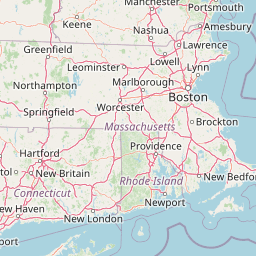 Manchester
Portsmouth
Keene
Nashua
Amesbury
Greenfield
Lowell
Lawrence
Leominster
Lynn
Marlborough
Northampton
Worcester
Boston
Springfield
Massachusetts
Brockton
Hartford
Providence
New Britain
New Bedfor
Connecticut
Rhode Island
ew Haven
New London
Newport
port